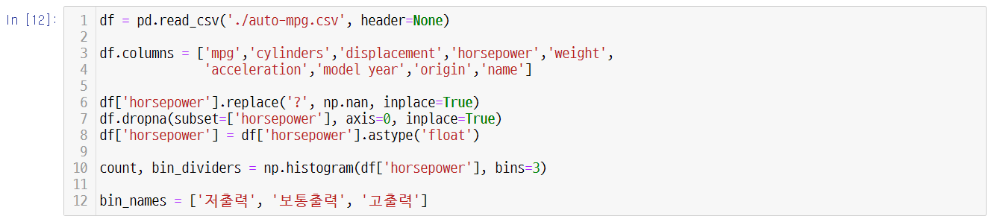 In [12]:
1 df = pd.read_csv('./auto-mpg.csv', header=None)
2
3 df.columns = ['mpg','cylinders','displacement','horsepower','weight',
4 'acceleration','model year','origin','name']
5
6 df['horsepower'].replace('?', np.nan, inplace=True)
7 df.dropna(subset=['horsepower'], axis=0, inplace=True)
8 df['horsepower'] = df['horsepower'].astype('float')
9
10 count, bin_dividers = np.histogram(df['horsepower'], bins=3)
11
12 bin_names = ['저출력', '보통출력', '고출력']